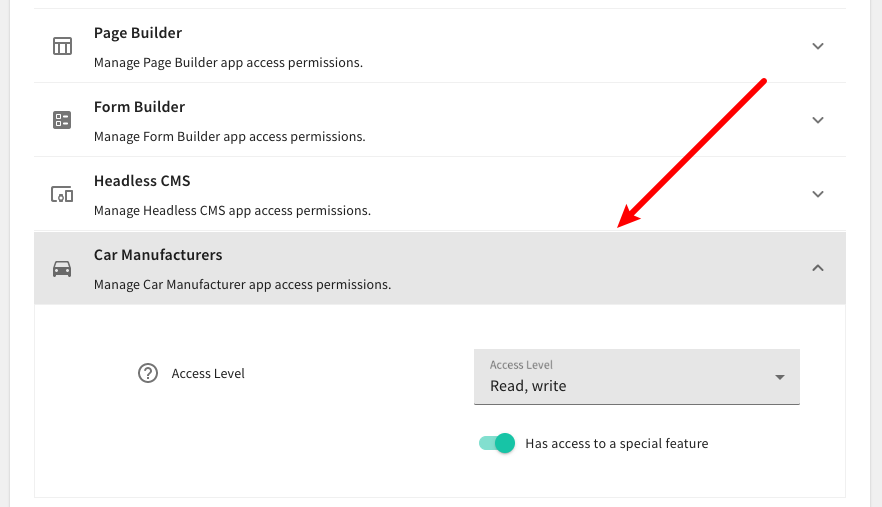 Page Builder
Manage Page Builder app access permissions.
Form Builder
Manage Form Builder app access permissions.
Headless CMS
Manage Headless CMS app access permissions.
Car Manufacturers
Manage Car Manufacturer app access permissions.
Access Level
Access Level
Read, write
Has access to a special feature